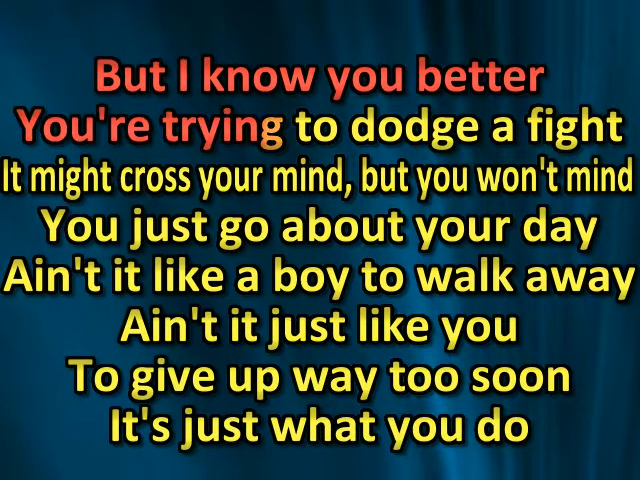 But I know you better
You're trying to dodge a fight
It might cross your mind, but you won't mind
You just go about your day
Ain't it like a boy to walk away
Ain't it just like you
To give up way too soon
It's just what you do